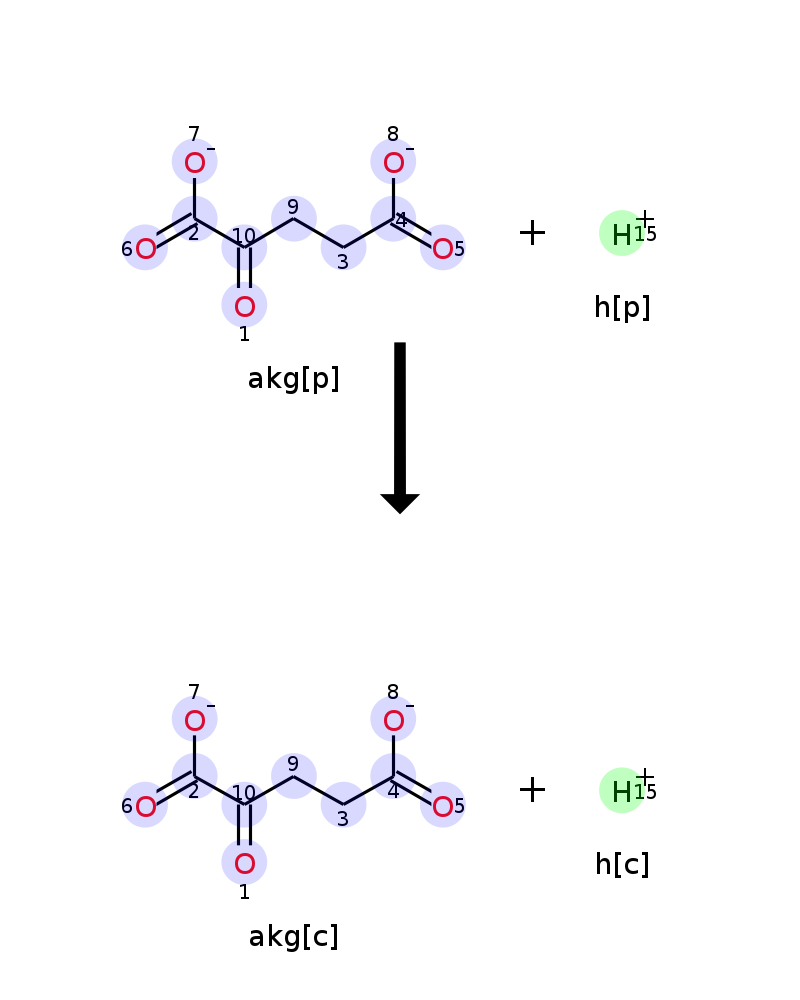 7 8
O- O-
9
10 4
6 O 2 3 O 5 + H+ 15
O
1
h[p]
akg[p]
7 8
O- O-
9
10
6 O 2 3 4 O 5 + H+ 15
O
1
h[c]
akg[c]